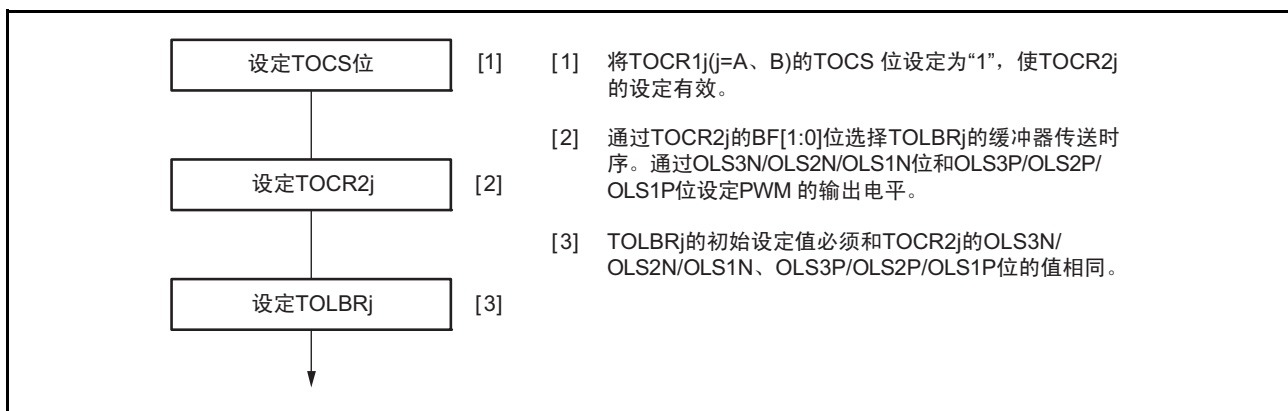 设定TOCS位
[1]
设定TOCR2j
[2]
设定TOLBRj
[3]
[1] 将TOCR1j(j=A、B)的TOCS 位设定为“1”，使TOCR2j
的设定有效。
[2] 通过TOCR2j的BF[1:0]位选择TOLBRj的缓冲器传送时
序。通过OLS3N/OLS2N/OLS1N位和OLS3P/OLS2P/
OLS1P位设定PWM 的输出电平。
[3] TOLBRj的初始设定值必须和TOCR2j的OLS3N/
OLS2N/OLS1N、OLS3P/OLS2P/OLS1P位的值相同。